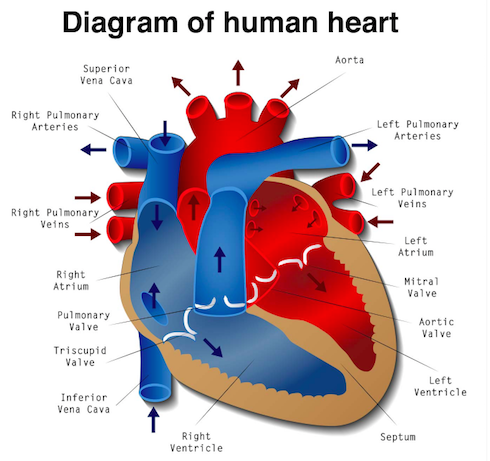 Diagram of human heart
Superior
Vena Cava
Aorta
Right Pulmonary
Arteries
Left Pulmonary
Arteries
Left Pulmonary
Veins
Right Pulmonary
Veins
Left
Atrium
Right
Atrium
Mitral
Valve
Pulmonary
Valve
Aortic
Valve
Triscupid
Valve
Left
Ventricle
Inferior
Vena Cava
Right
Ventricle
Septum